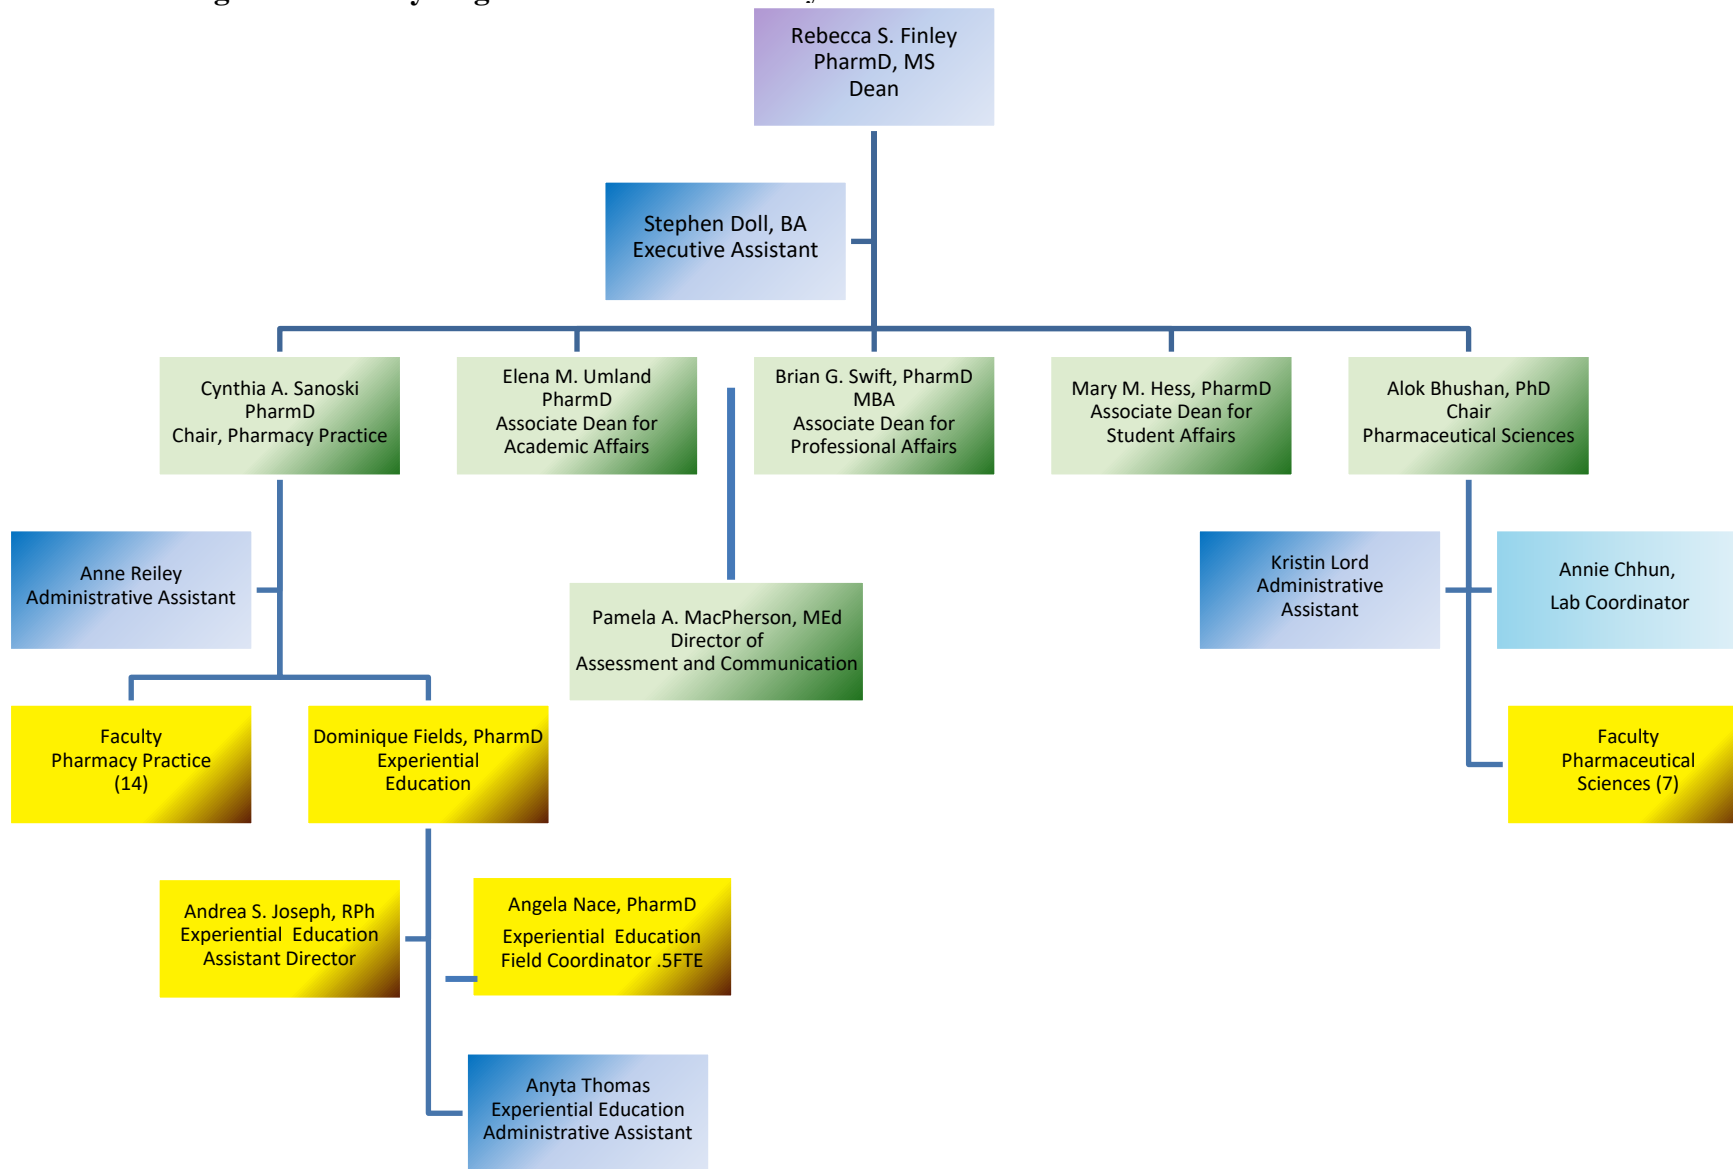 Rebecca S. Finley
PharmD, MS
Dean
Stephen Doll, BA
Executive Assistant
Cynthia A. Sanoski
PharmD
Chair, Pharmacy Practice
Elena M. Umland
PharmD
Associate Dean for
Academic Affairs
Brian G. Swift, PharmD
MBA
Associate Dean for
Professional Affairs
Mary M. Hess, PharmD
Associate Dean for
Student Affairs
Alok Bhushan, PhD
Chair
Pharmaceutical Sciences
Anne Reiley
Administrative Assistant
Pamela A. MacPherson, MEd
Director of
Assessment and Communication
Kristin Lord
Administrative
Assistant
Annie Chhun,
Lab Coordinator
Faculty
Pharmacy Practice
(14)
Dominique Fields, PharmD
Experiential
Education
Faculty
Pharmaceutical
Sciences (7)
Andrea S. Joseph, RPh
Experiential Education
Assistant Director
Angela Nace, PharmD
Experiential Education
Field Coordinator .5FTE
Anyta Thomas
Experiential Education
Administrative Assistant